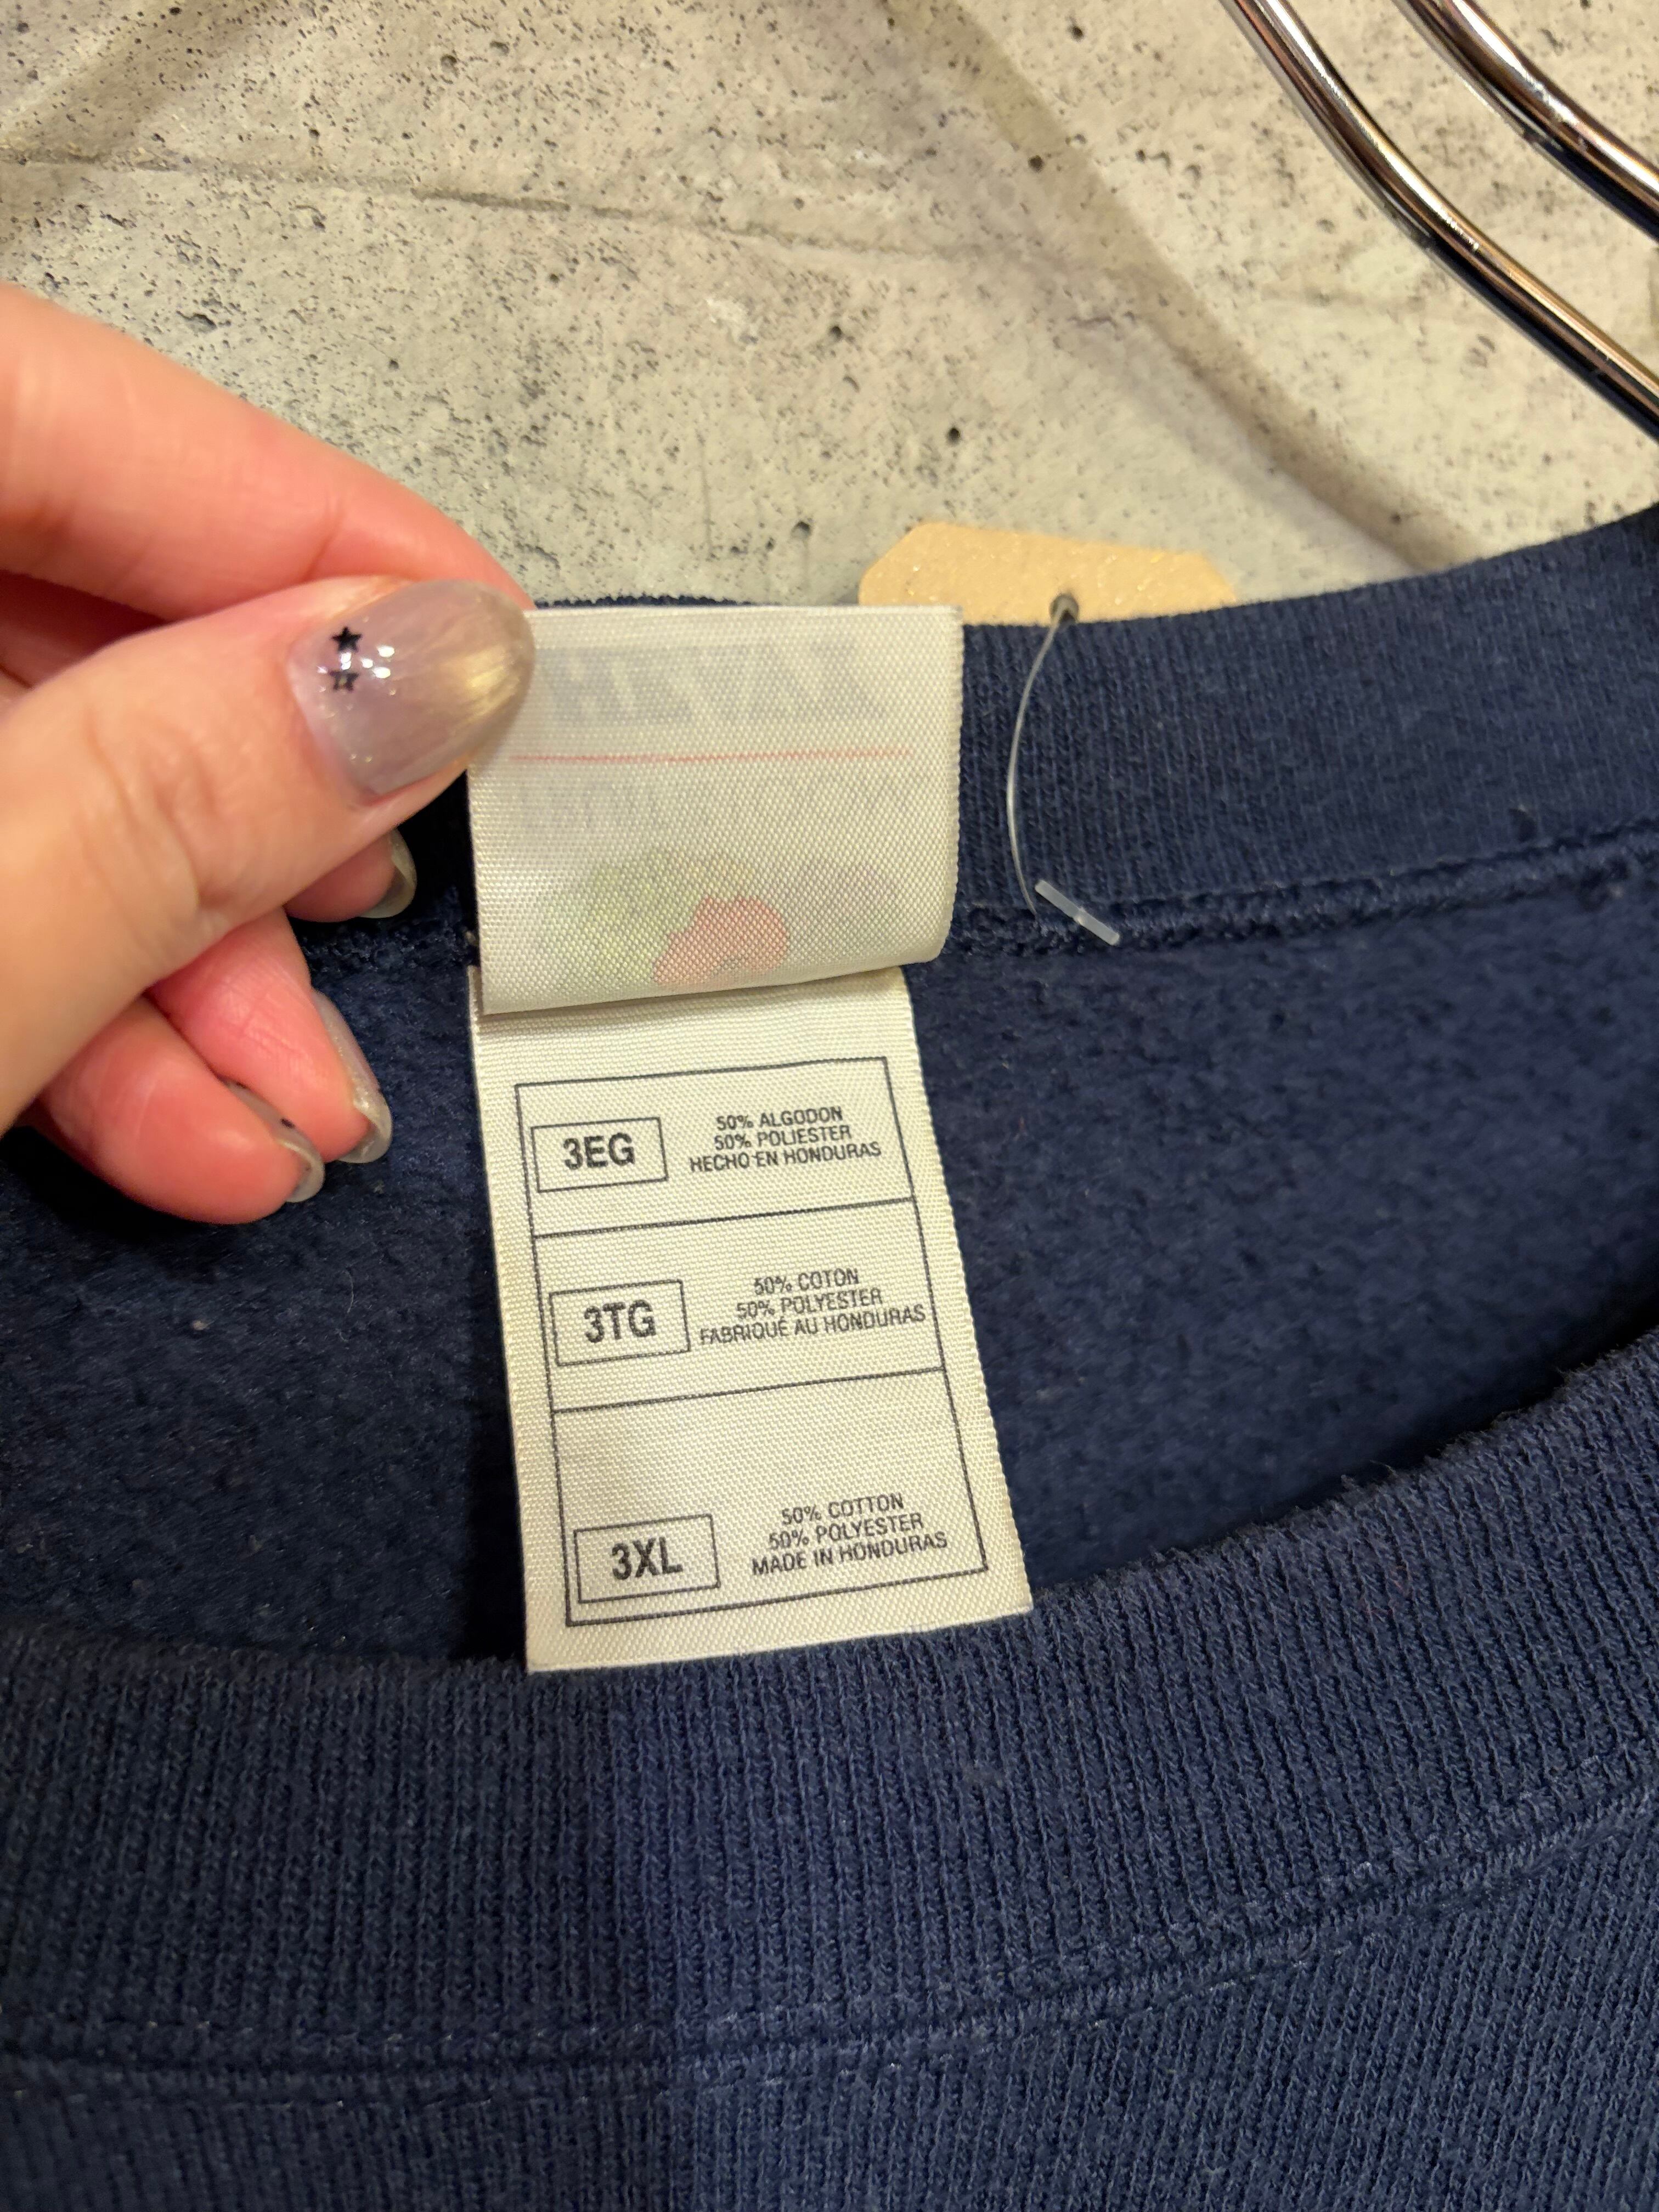 3EG
50% ALGODON
50% POLIESTER
HECHO EN HONDURAS
3TG
50% COTON
50% POLYESTER
FABRIQUÉ AU HONDURAS
3XL
50% COTTON
50% POLYESTER
MADE IN HONDURAS